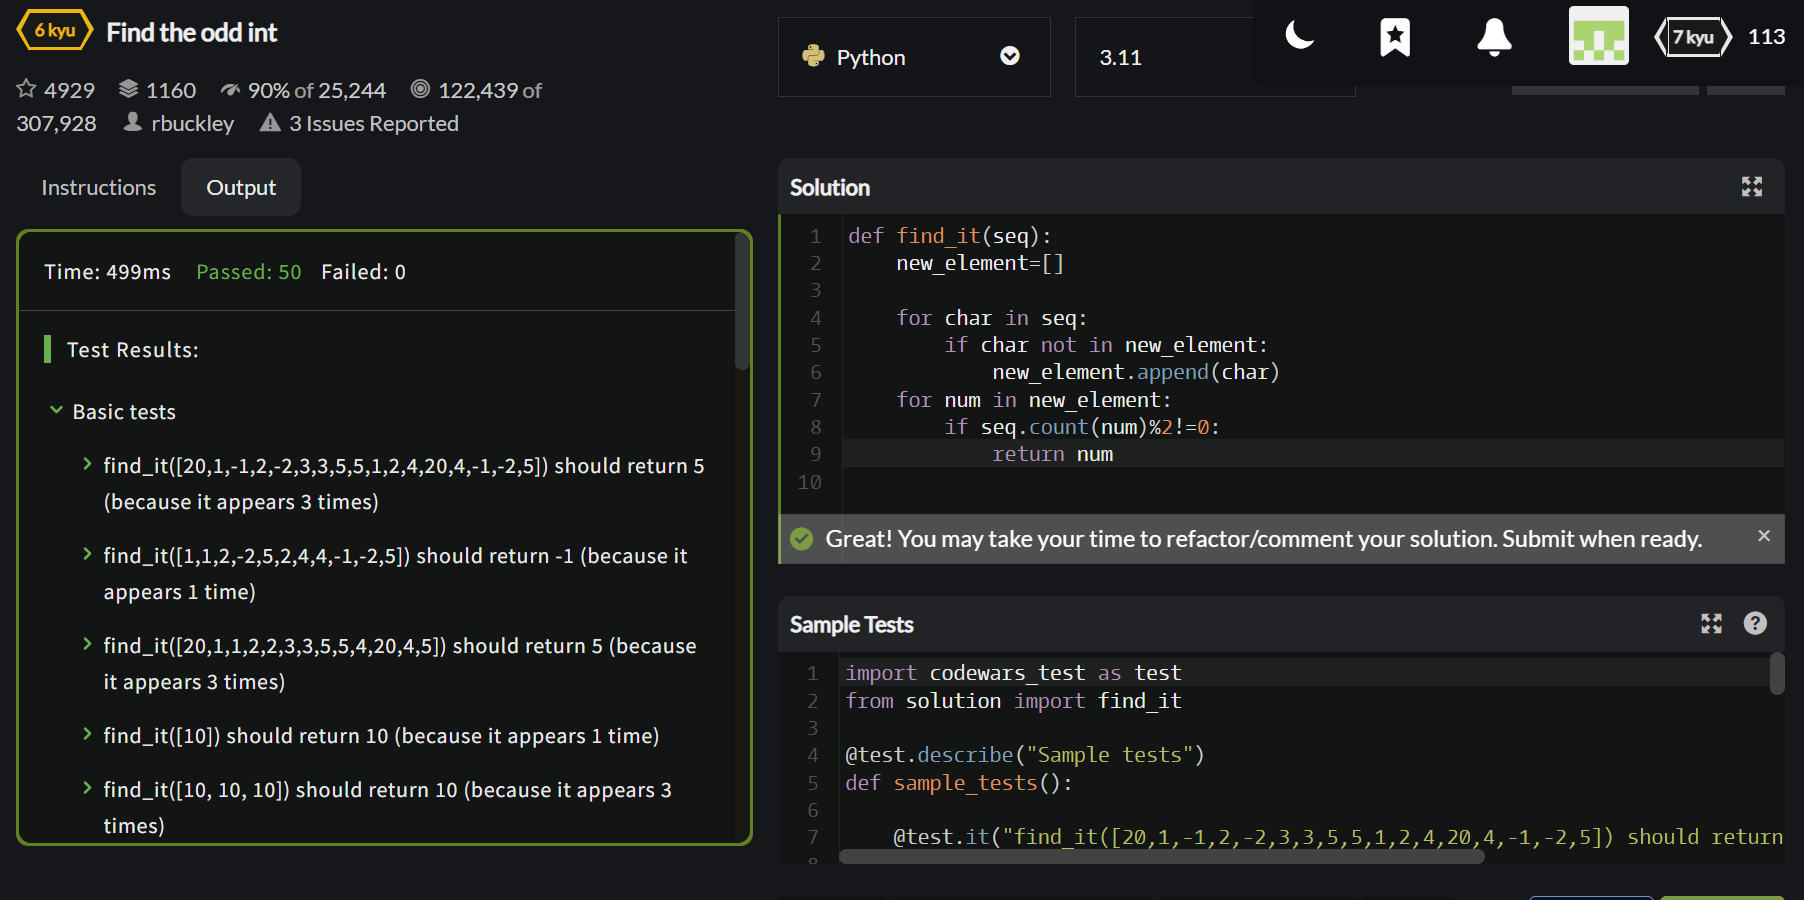 6 kyu Find the odd int
4929 1160 90% of 25,244 122,439 of
307,928 rbuckley 3 Issues Reported
Python
3.11
7 kyu 113
Instructions Output
Time: 499ms Passed: 50 Failed: 0
Test Results:
Basic tests
find_it([20,1,-1,2,-2,3,3,5,5,1,2,4,20,4,-1,-2,5]) should return 5
(because it appears 3 times)
find_it([1,1,2,-2,5,2,4,4,-1,-2,5]) should return -1 (because it
appears 1 time)
find_it([20,1,1,2,2,3,3,5,5,4,20,4,5]) should return 5 (because
it appears 3 times)
find_it([10]) should return 10 (because it appears 1 time)
find_it([10, 10, 10]) should return 10 (because it appears 3
times)
Solution
1 def find_it(seq):
2     new_element=[]
3
4     for char in seq:
5         if char not in new_element:
6             new_element.append(char)
7     for num in new_element:
8         if seq.count(num)%2!=0:
9             return num
10
Great! You may take your time to refactor/comment your solution. Submit when ready. ×
Sample Tests
?
1 import codewars_test as test
2 from solution import find_it
3
4 @test.describe("Sample tests")
5 def sample_tests():
6
7     @test.it("find_it([20,1,-1,2,-2,3,3,5,5,1,2,4,20,4,-1,-2,5]) should return
8